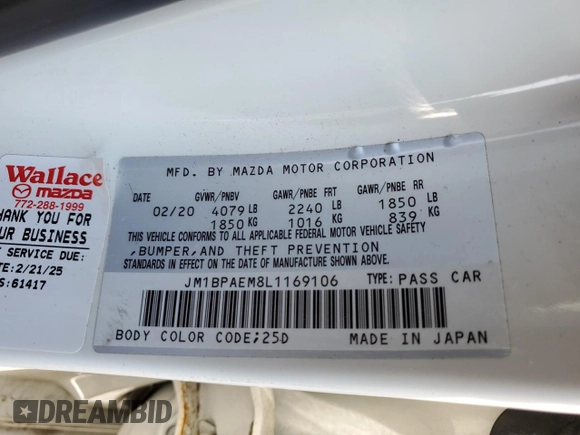 MFD. BY MAZDA MOTOR CORPORATION
DATE GVWR/PNBV GAWR/PNBE FRT GAWR/PNBE RR
02/20 4079 LB 2240 LB 1850 LB
1850 KG 1016 KG 839 KG
THIS VEHICLE CONFORMS TO ALL APPLICABLE FEDERAL MOTOR VEHICLE SAFETY
,BUMPER,AND THEFT PREVENTION
STANDARDS IN EFFECT ON THE DATE OF MANUFACTURE SHOWN ABOVE.
JM1BPAEM8L1169106 TYPE: PASS CAR
BODY COLOR CODE;25D MADE IN JAPAN
Wallace
mazda
772-288-1999
THANK YOU FOR
OUR BUSINESS
SERVICE DUE:
TE:2/21/25
S:61417
DREAMBID